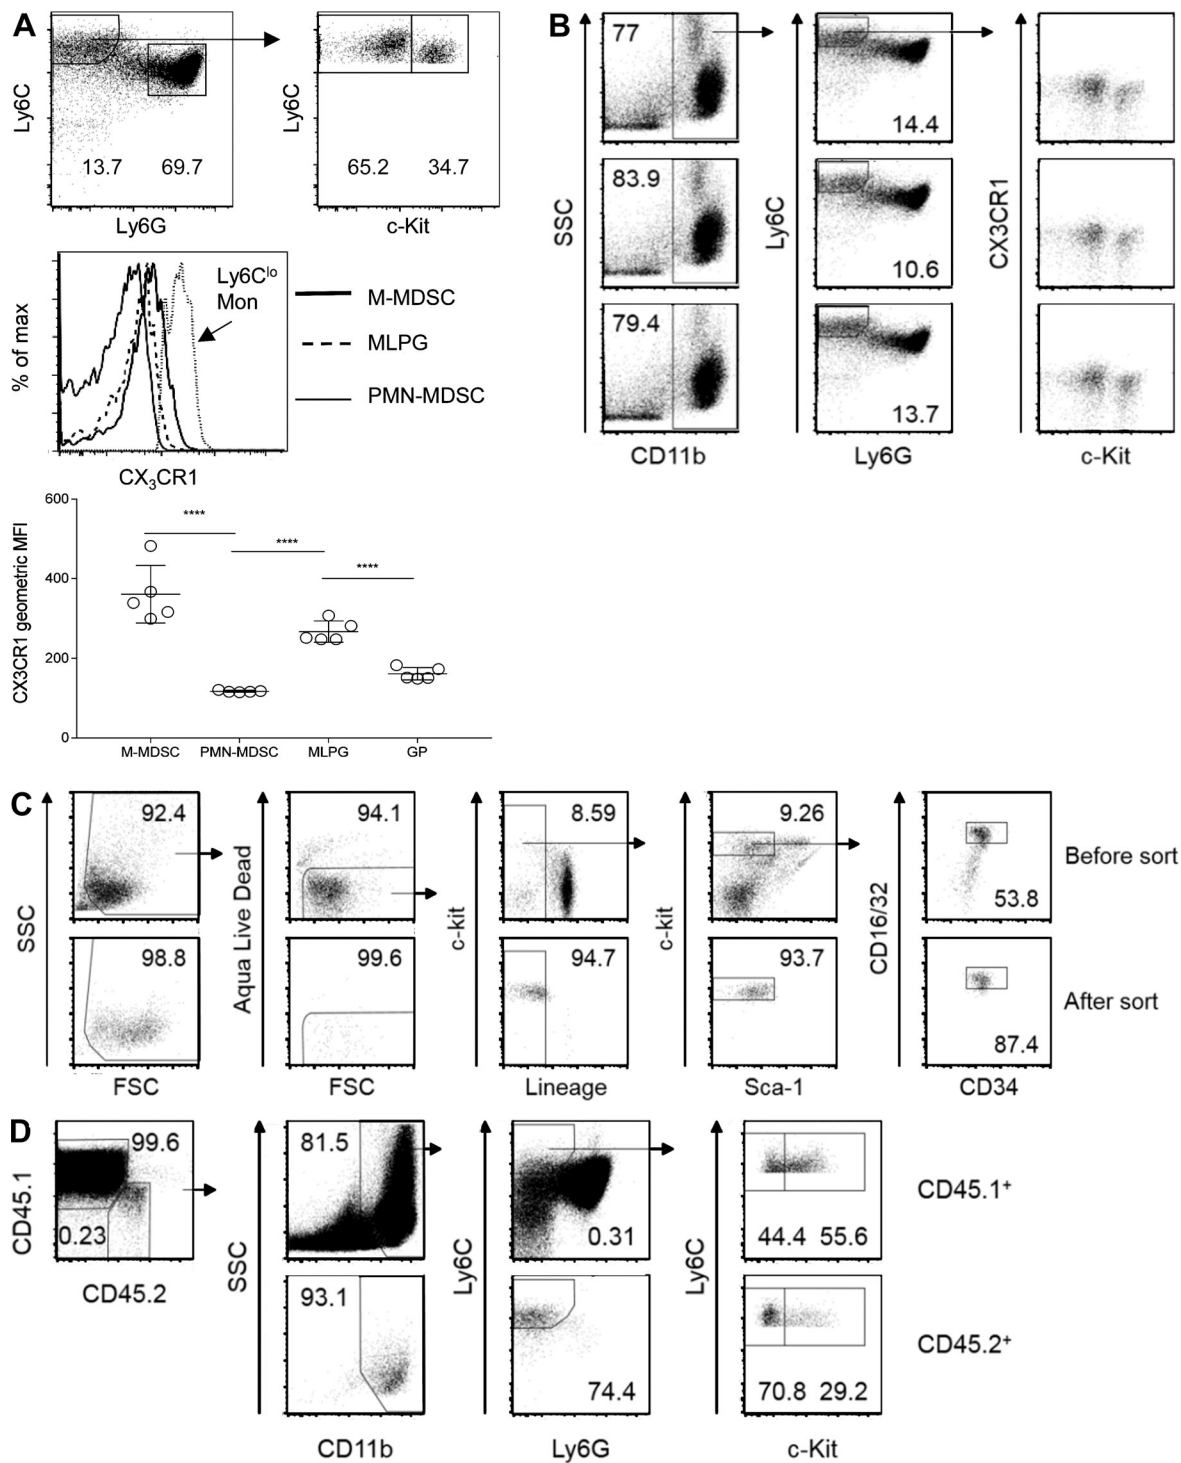 A
Ly6C
13.7 69.7
Ly6G
Ly6C
65.2 34.7
c-Kit
% of max
Ly6C^lo
Mon
CX₃CR1
M-MDSC
MLPG
PMN-MDSC
CX3CR1 geometric MFI
600
400
200
0
****
****
****
M-MDSC PMN-MDSC MLPG GP
B
SSC
77
83.9
79.4
CD11b
Ly6C
14.4
10.6
13.7
Ly6G
CX3CR1
c-Kit
C
SSC
92.4
98.8
FSC
Aqua Live Dead
94.1
99.6
FSC
c-kit
8.59
94.7
Lineage
c-kit
9.26
93.7
Sca-1
CD16/32
53.8
87.4
CD34
Before sort
After sort
D
CD45.1
99.6
0.23
CD45.2
SSC
81.5
93.1
CD11b
Ly6C
0.31
74.4
Ly6G
Ly6C
44.4 55.6
70.8 29.2
c-Kit
CD45.1⁺
CD45.2⁺